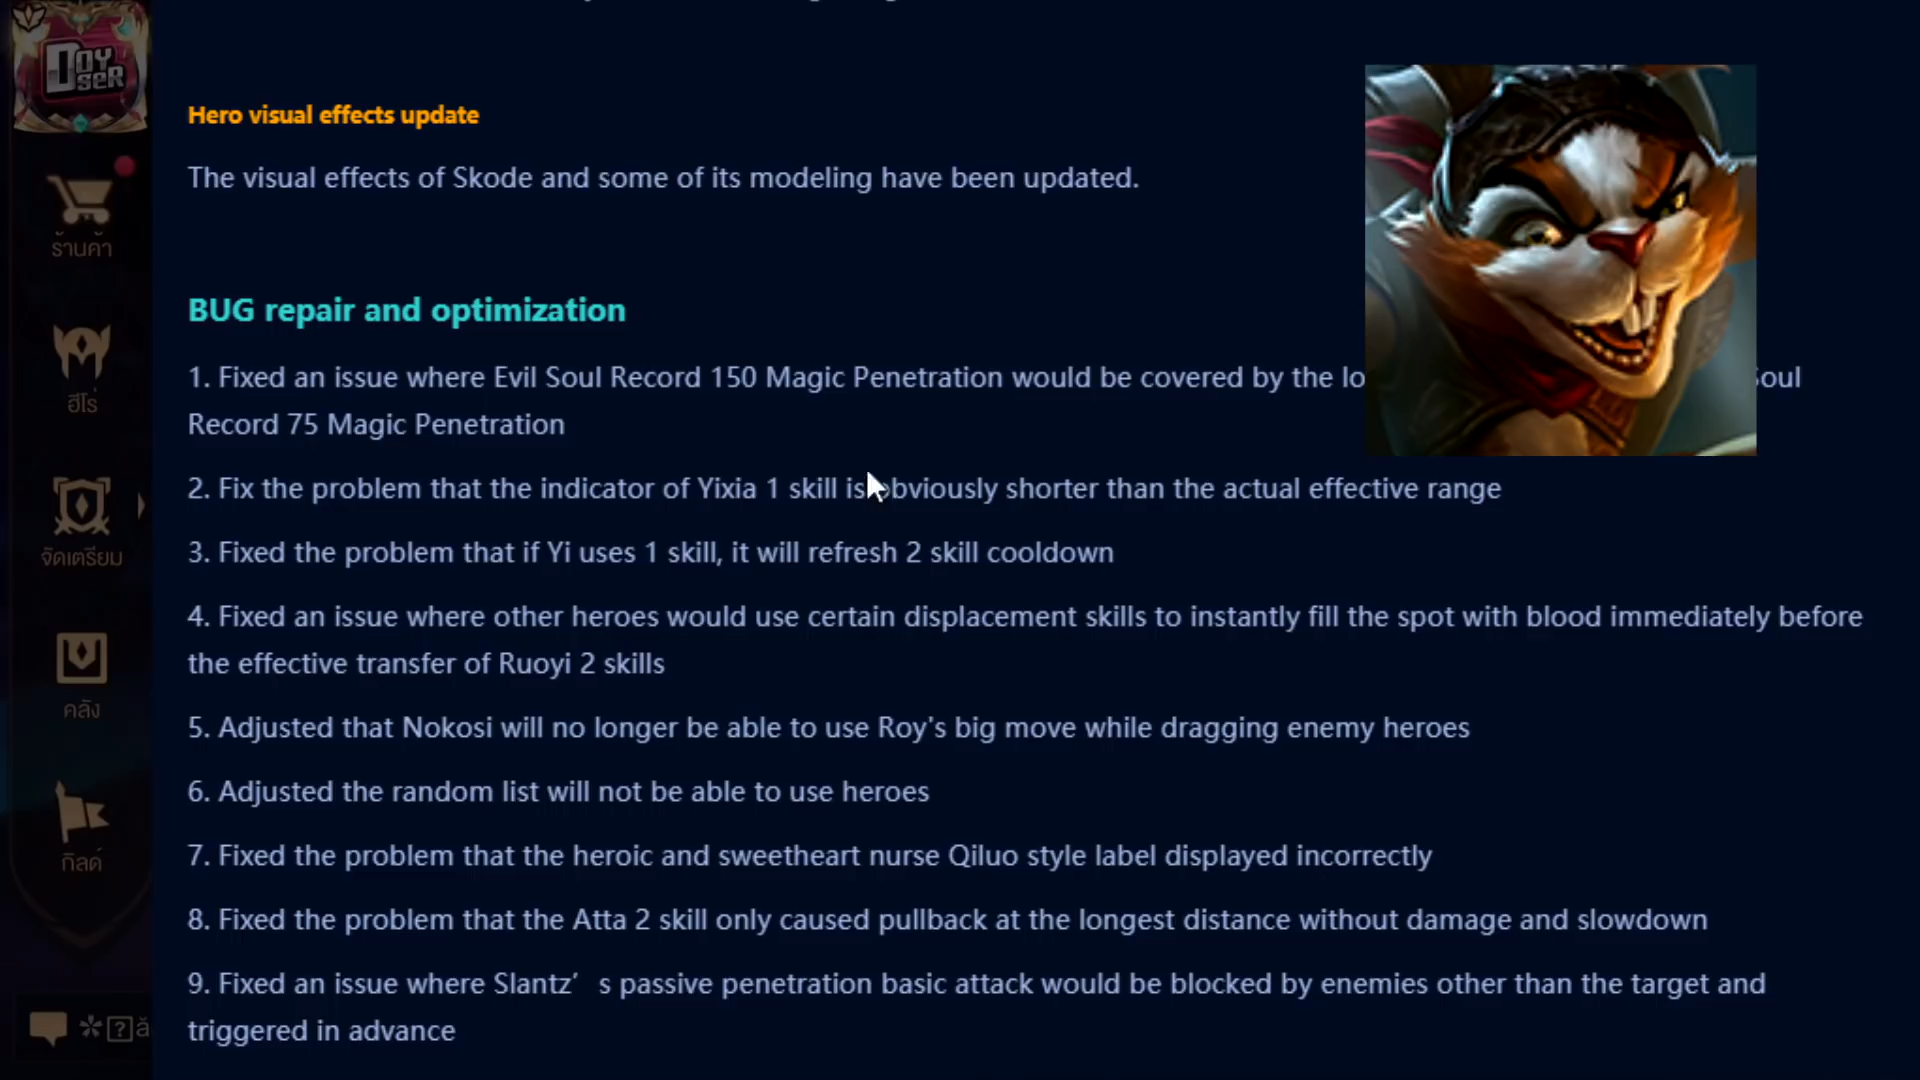 DOY
SER
Hero visual effects update
The visual effects of Skode and some of its modeling have been updated.
BUG repair and optimization
1. Fixed an issue where Evil Soul Record 150 Magic Penetration would be covered by the
Record 75 Magic Penetration
2. Fix the problem that the indicator of Yixia 1 skill is obviously shorter than the actual effective range
3. Fixed the problem that if Yi uses 1 skill, it will refresh 2 skill cooldown
4. Fixed an issue where other heroes would use certain displacement skills to instantly fill the spot with blood immediately before
the effective transfer of Ruoyi 2 skills
5. Adjusted that Nokosi will no longer be able to use Roy's big move while dragging enemy heroes
6. Adjusted the random list will not be able to use heroes
7. Fixed the problem that the heroic and sweetheart nurse Qiluo style label displayed incorrectly
8. Fixed the problem that the Atta 2 skill only caused pullback at the longest distance without damage and slowdown
9. Fixed an issue where Slantz’ s passive penetration basic attack would be blocked by enemies other than the target and
triggered in advance
ร้านค้า
ฮีโร่
จัดเตรียม
คลัง
กิลด์